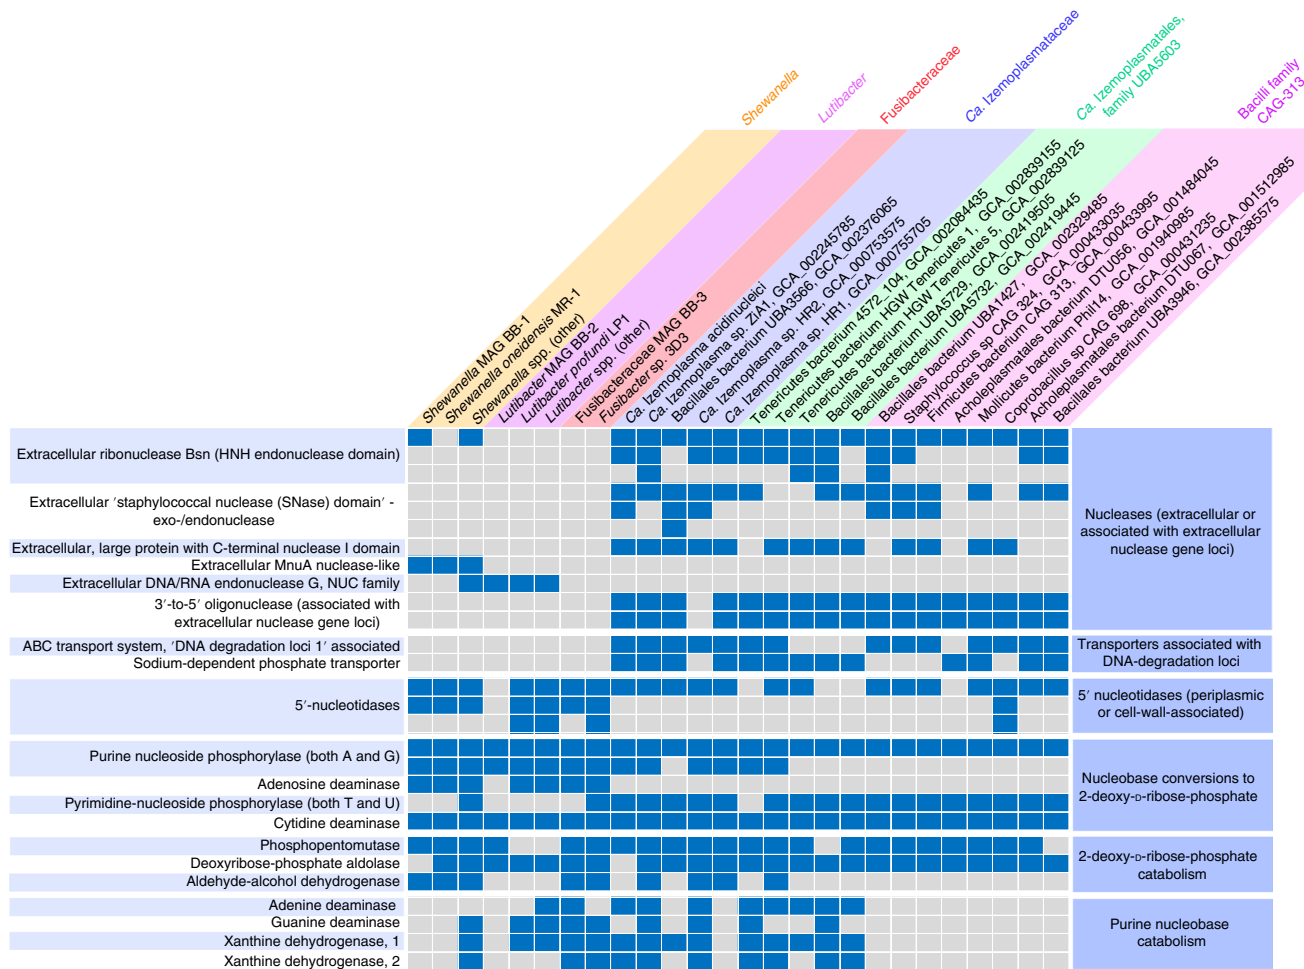 Shewanella
Lutibacter
Fusibacteraceae
Ca. Izemoplasmataceae
Ca. Izemoplasmatales,
family UBA5603
Bacilli family
CAG-313
Shewanella MAG BB-1
Shewanella oneidensis MR-1
Shewanella spp. (other)
Lutibacter MAG BB-2
Lutibacter profundi LP1
Lutibacter spp. (other)
Fusibacteraceae MAG BB-3
Fusibacter sp. 3D3
Ca. Izemoplasma acidinucleici
Ca. Izemoplasma sp. ZiA1, GCA_002245785
Bacillales bacterium UBA3566, GCA_002376065
Ca. Izemoplasma sp. HR2, GCA_000753575
Ca. Izemoplasma sp. HR1, GCA_000755705
Tenericutes bacterium 4572_104, GCA_002084435
Tenericutes bacterium HGW Tenericutes 1, GCA_002839155
Tenericutes bacterium HGW Tenericutes 5, GCA_002839125
Bacillales bacterium UBA5729, GCA_002419505
Bacillales bacterium UBA5732, GCA_002419445
Bacillales bacterium UBA1427, GCA_002329485
Staphylococcus sp CAG 324, GCA_000433035
Firmicutes bacterium CAG 313, GCA_000433995
Acholeplasmatales bacterium DTU056, GCA_001484045
Mollicutes bacterium Phil14, GCA_001940985
Coprobacillus sp CAG 698, GCA_000431235
Acholeplasmatales bacterium DTU067, GCA_001512985
Bacillales bacterium UBA3946, GCA_002385575
Extracellular ribonuclease Bsn (HNH endonuclease domain)
Extracellular ′staphylococcal nuclease (SNase) domain′ -
exo-/endonuclease
Extracellular, large protein with C-terminal nuclease I domain
Extracellular MnuA nuclease-like
Extracellular DNA/RNA endonuclease G, NUC family
3′-to-5′ oligonuclease (associated with
extracellular nuclease gene loci)
Nucleases (extracellular or
associated with extracellular
nuclease gene loci)
ABC transport system, ′DNA degradation loci 1′ associated
Sodium-dependent phosphate transporter
Transporters associated with
DNA-degradation loci
5′-nucleotidases
5′ nucleotidases (periplasmic
or cell-wall-associated)
Purine nucleoside phosphorylase (both A and G)
Adenosine deaminase
Pyrimidine-nucleoside phosphorylase (both T and U)
Cytidine deaminase
Nucleobase conversions to
2-deoxy-D-ribose-phosphate
Phosphopentomutase
Deoxyribose-phosphate aldolase
Aldehyde-alcohol dehydrogenase
2-deoxy-D-ribose-phosphate
catabolism
Adenine deaminase
Guanine deaminase
Xanthine dehydrogenase, 1
Xanthine dehydrogenase, 2
Purine nucleobase
catabolism